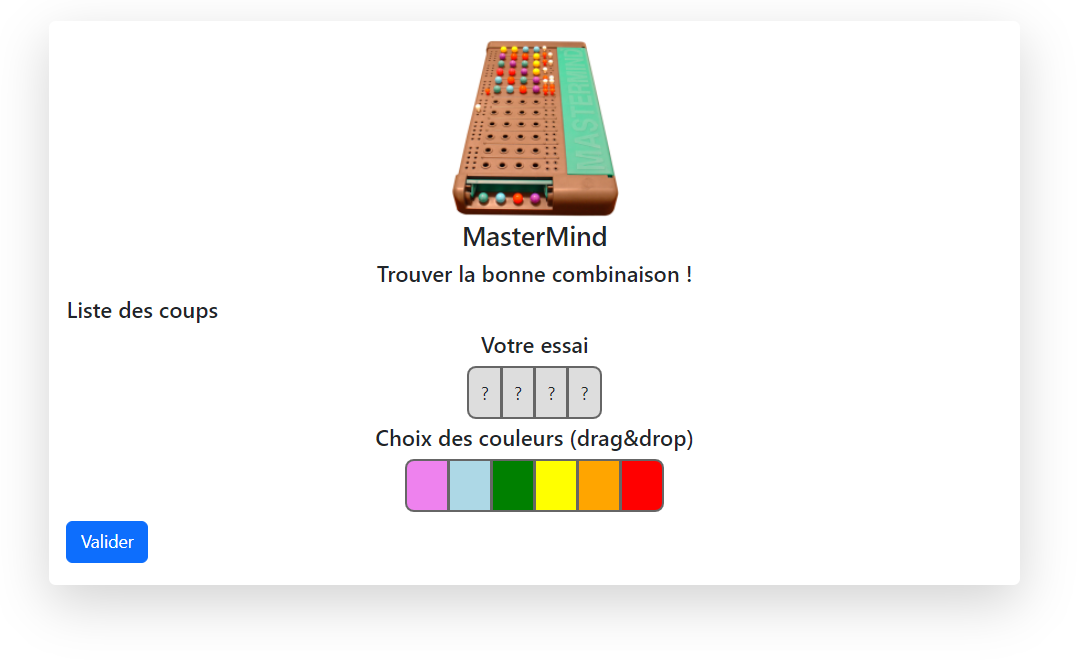 MASTERMIND
MasterMind
Trouver la bonne combinaison !
Liste des coups
Votre essai
? ? ? ?
Choix des couleurs (drag&drop)
Valider